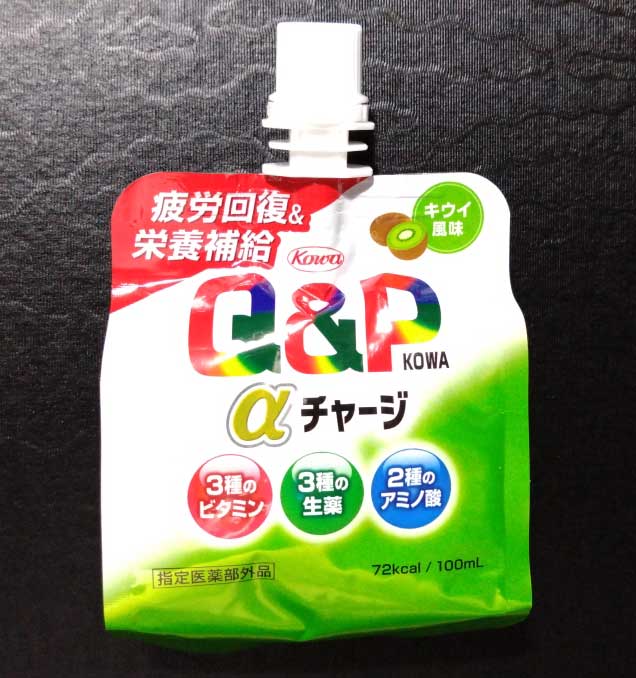 疲労回復&
栄養補給
キウイ
風味
Kowa
Q&P
KOWA
αチャージ
3種の
ビタミン
3種の
生薬
2種の
アミノ酸
指定医薬部外品
72kcal / 100mL